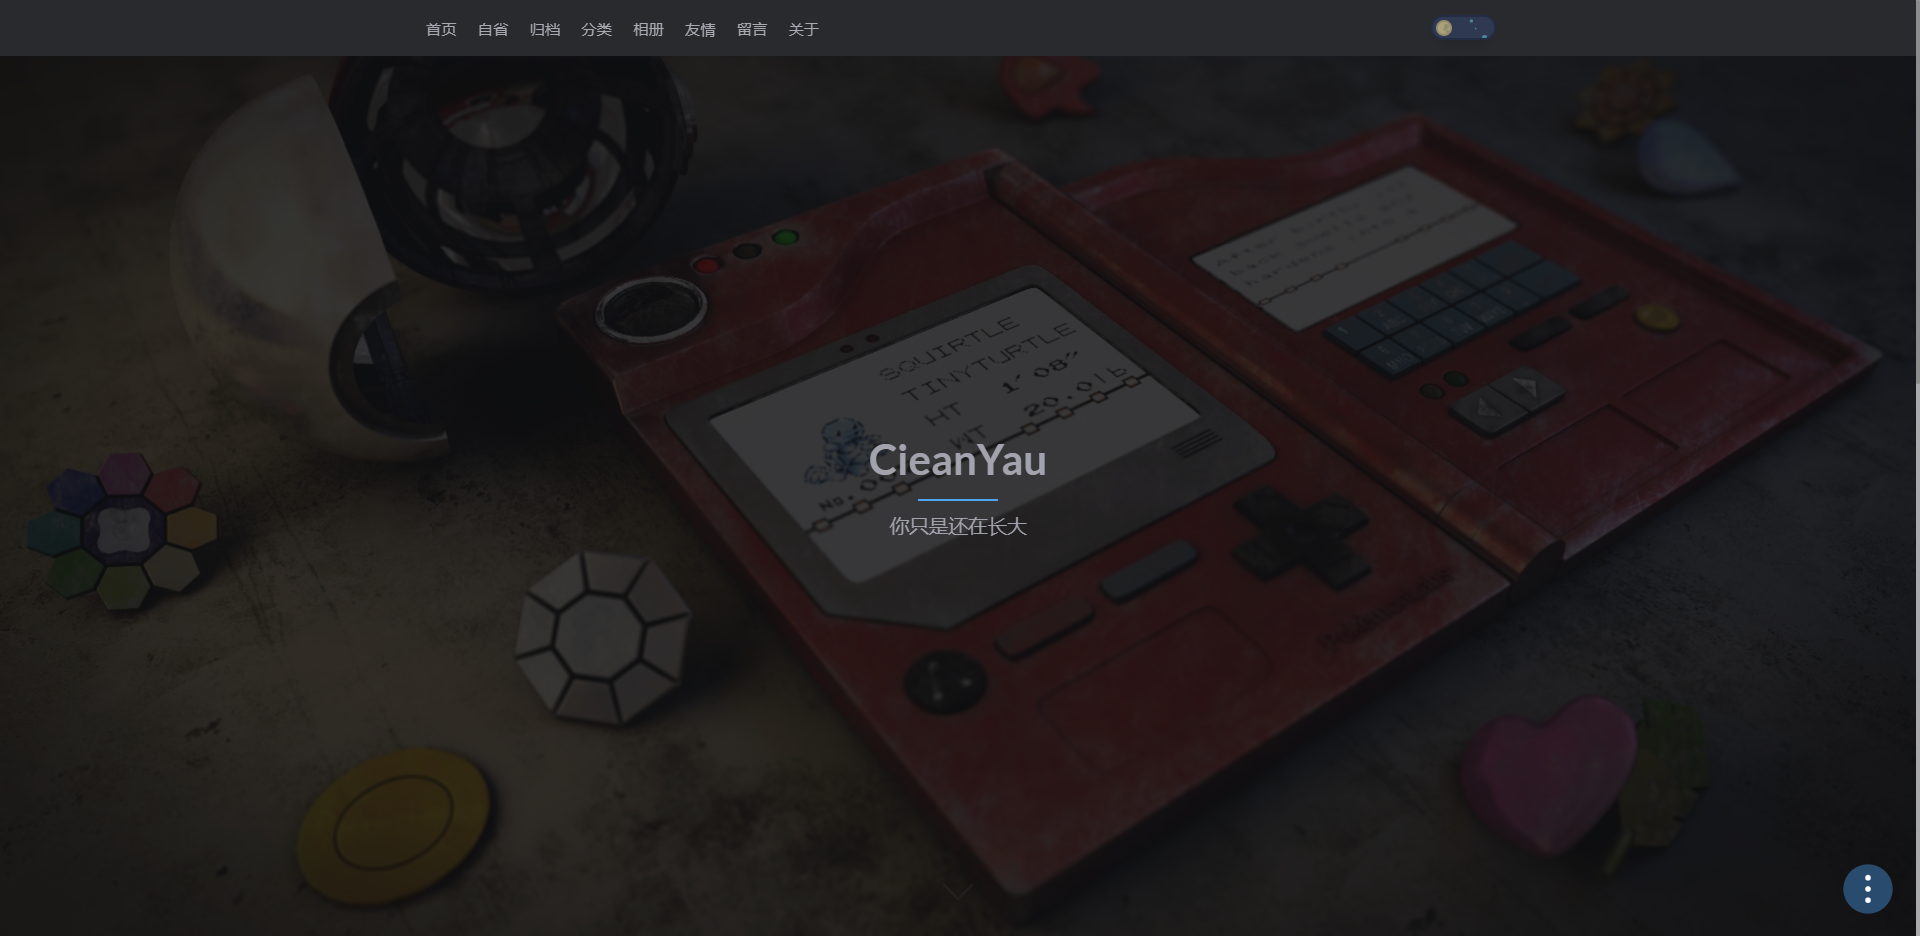 首页 自省 归档 分类 相册 友情 留言 关于
SQUIRTLE
TINYTURTLE
HT 1' 08"
WT 20.0lb
No.
CieanYau
你只是还在长大